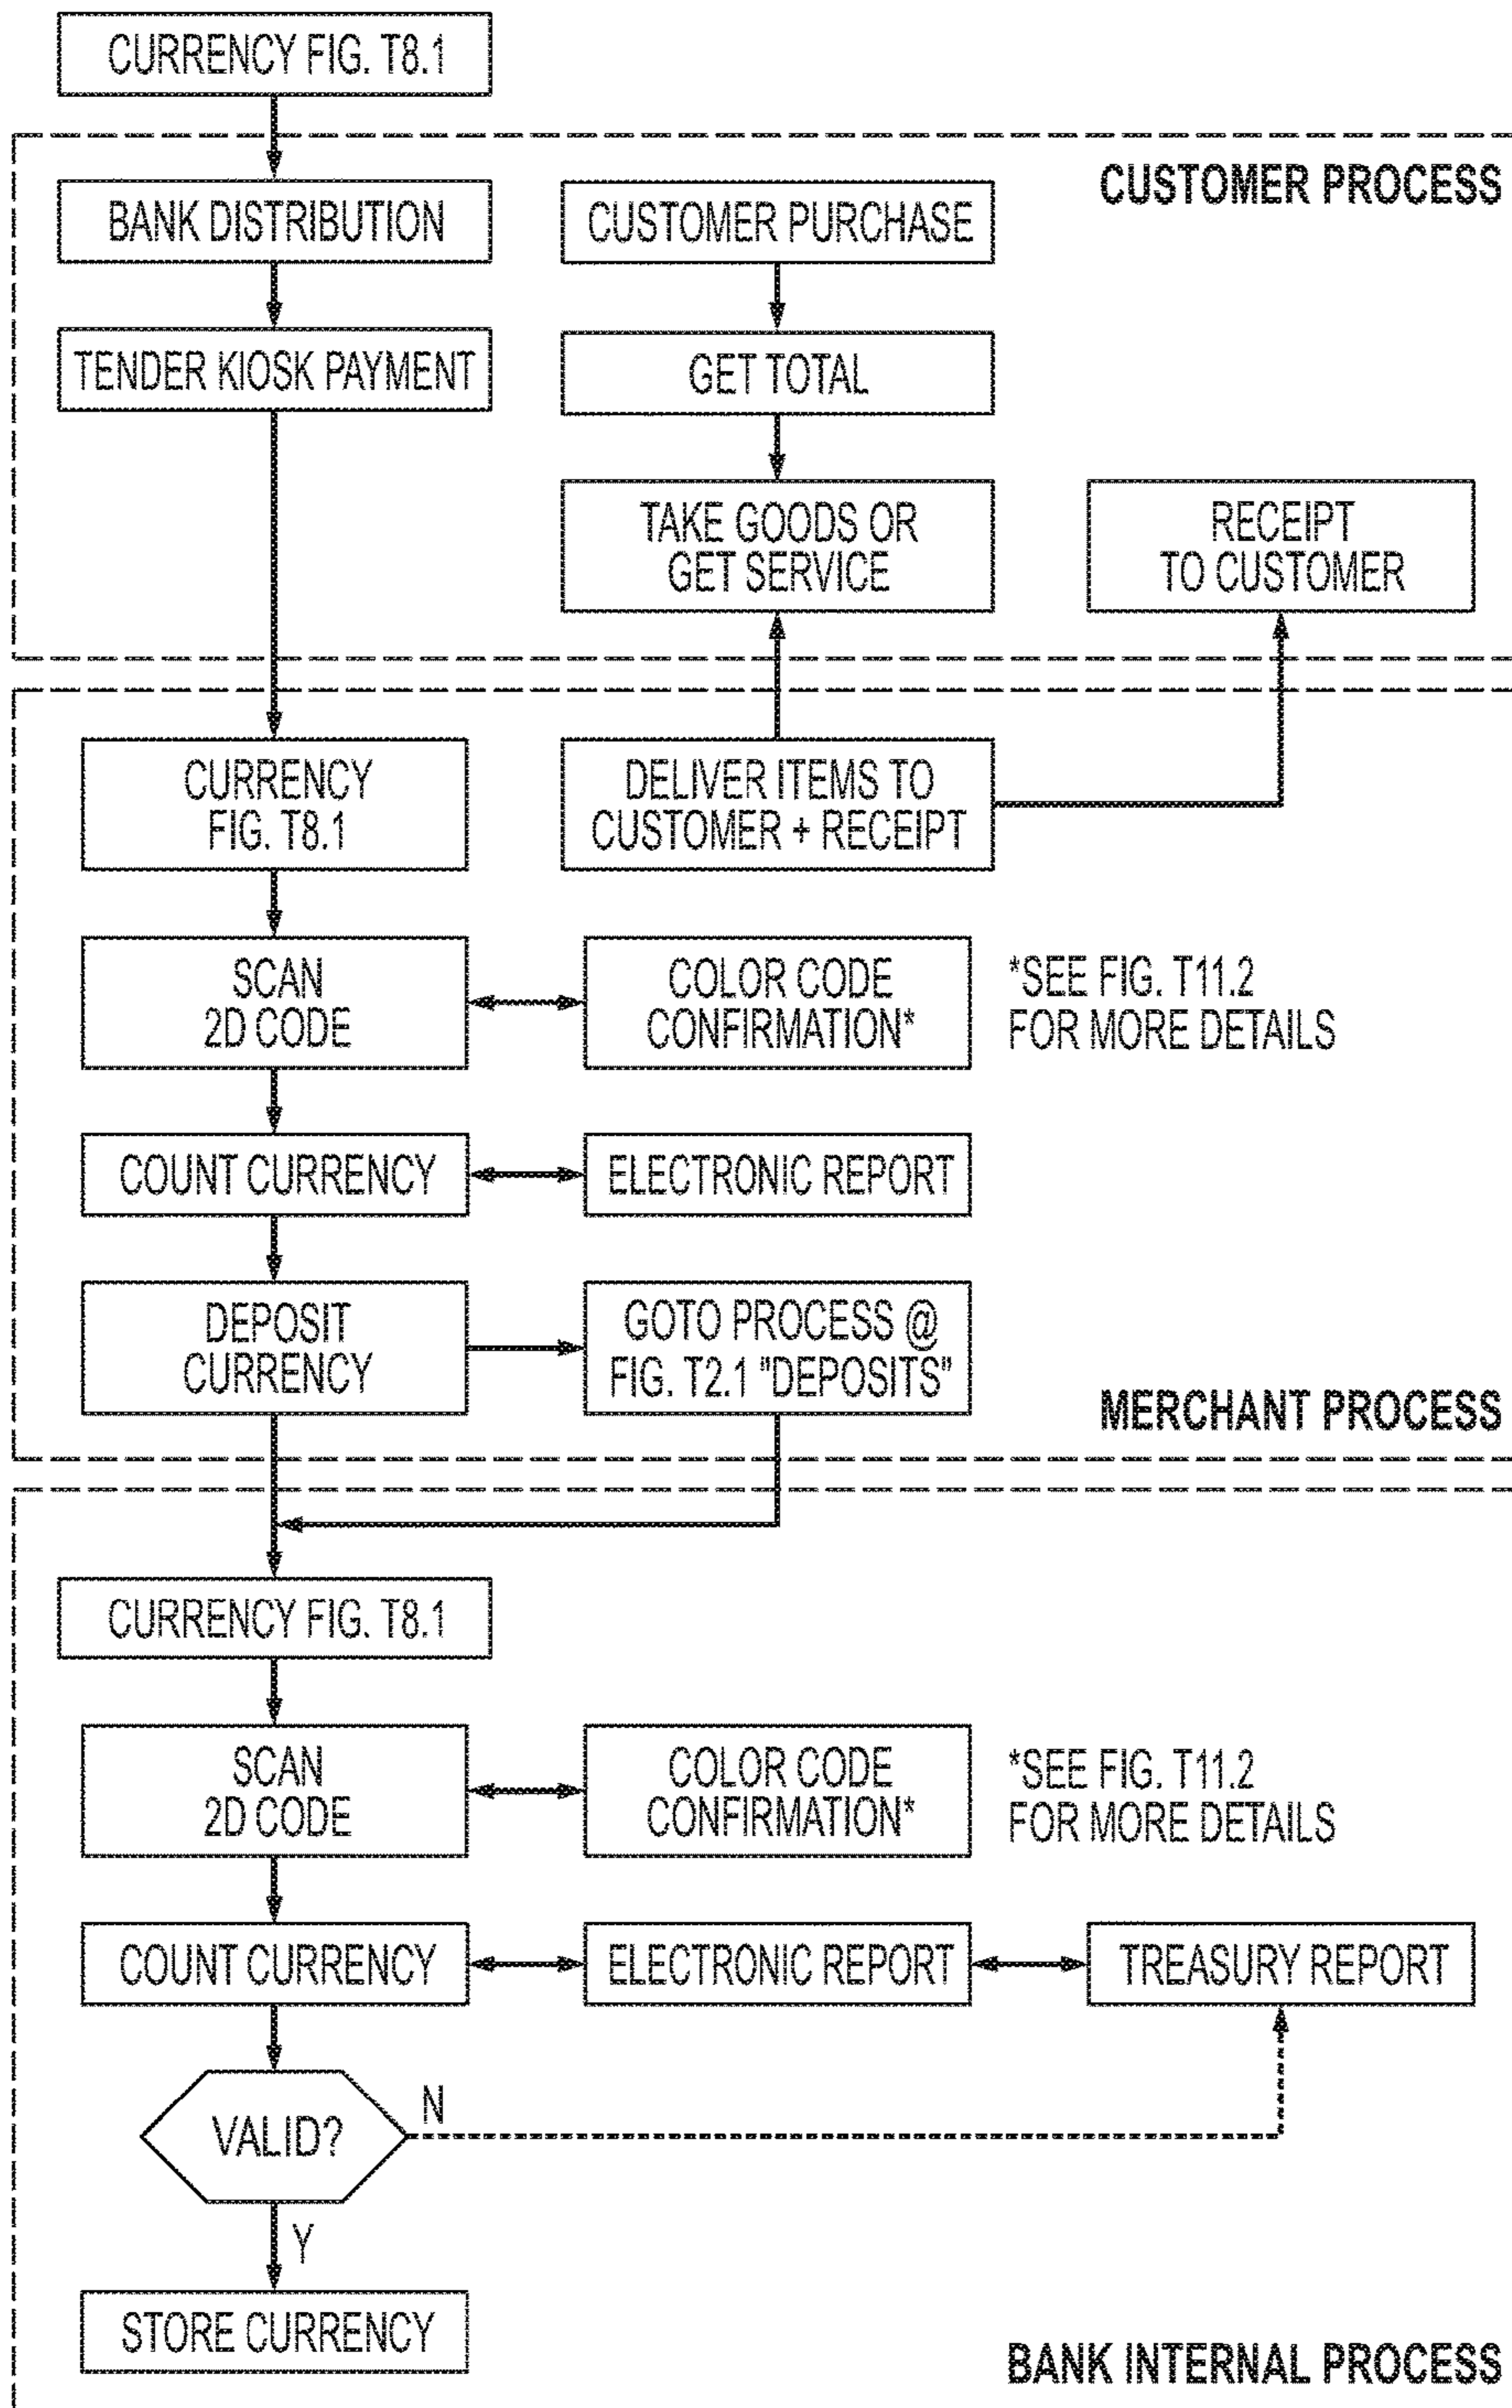 CURRENCY FIG. T8.1
CUSTOMER PROCESS
BANK DISTRIBUTION
CUSTOMER PURCHASE
TENDER KIOSK PAYMENT
GET TOTAL
TAKE GOODS OR
GET SERVICE
RECEIPT
TO CUSTOMER
CURRENCY
FIG. T8.1
DELIVER ITEMS TO
CUSTOMER + RECEIPT
SCAN
2D CODE
COLOR CODE
CONFIRMATION*
*SEE FIG. T11.2
FOR MORE DETAILS
COUNT CURRENCY
ELECTRONIC REPORT
DEPOSIT
CURRENCY
GOTO PROCESS @
FIG. T2.1 "DEPOSITS"
MERCHANT PROCESS
CURRENCY FIG. T8.1
SCAN
2D CODE
COLOR CODE
CONFIRMATION*
*SEE FIG. T11.2
FOR MORE DETAILS
COUNT CURRENCY
ELECTRONIC REPORT
TREASURY REPORT
VALID?
N
Y
STORE CURRENCY
BANK INTERNAL PROCESS